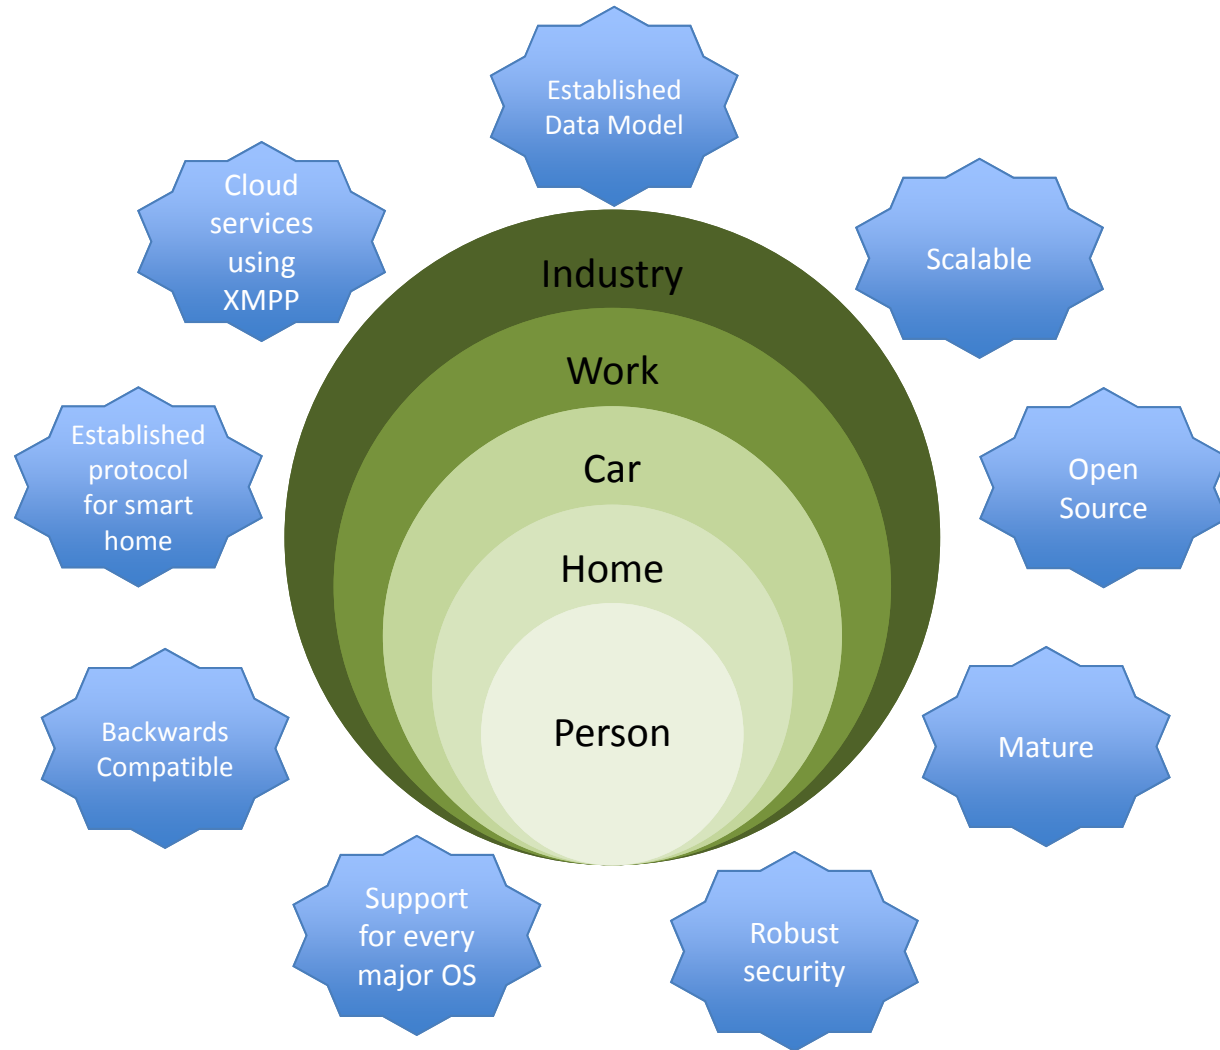 Established
Data Model
Cloud
services
using
XMPP
Scalable
Industry
Work
Car
Home
Person
Established
protocol
for smart
home
Open
Source
Backwards
Compatible
Mature
Support
for every
major OS
Robust
security